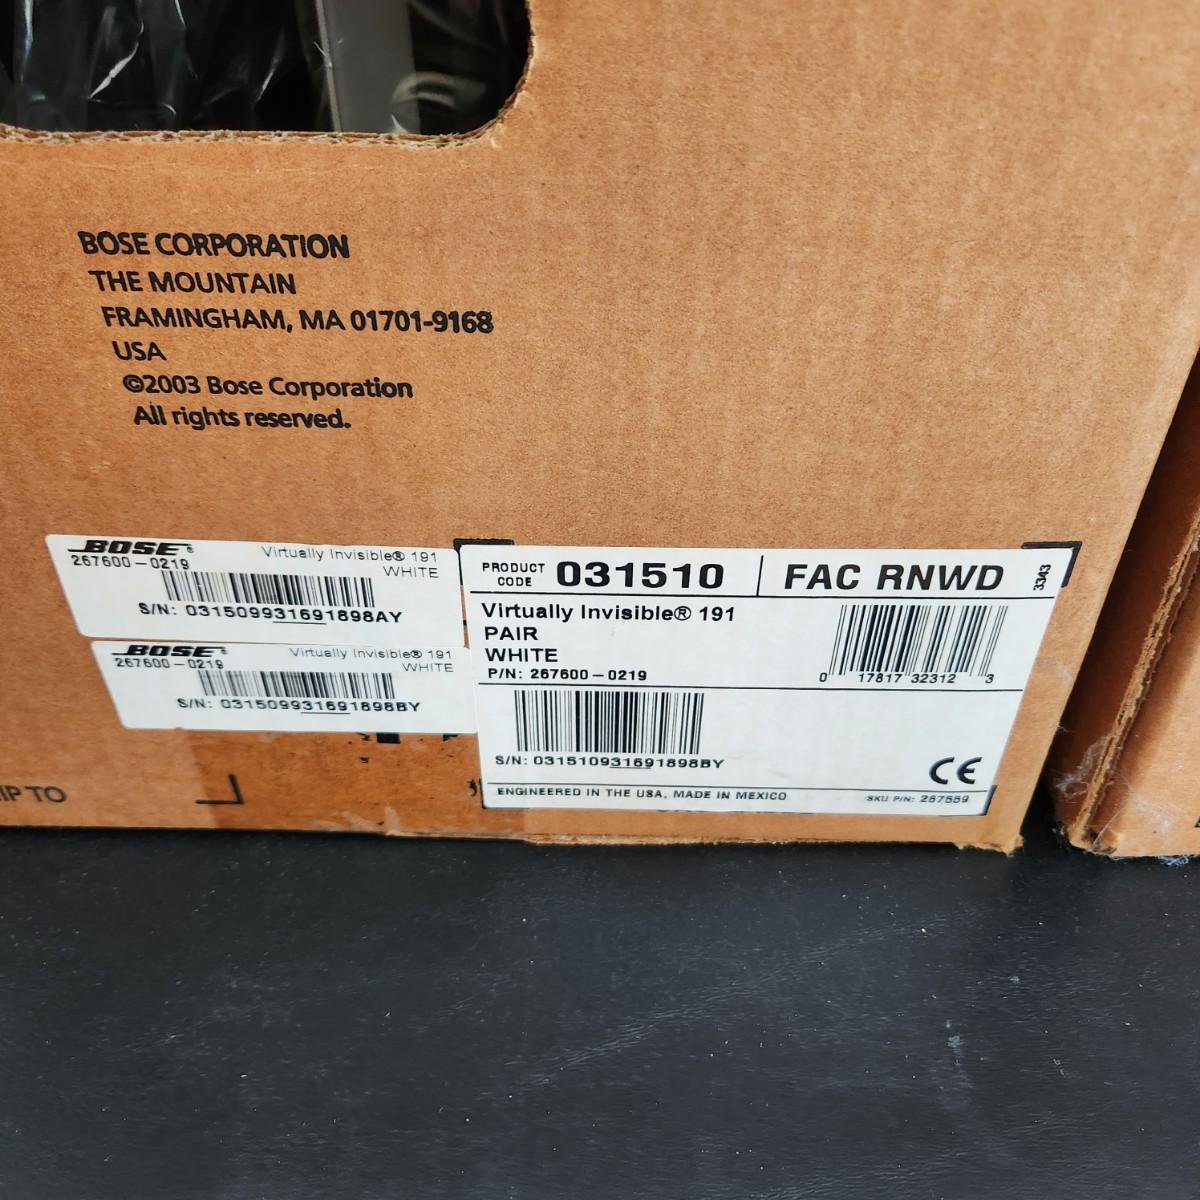 BOSE CORPORATION
THE MOUNTAIN
FRAMINGHAM, MA 01701-9168
USA
©2003 Bose Corporation
All rights reserved.
BOSE®
Virtually Invisible® 191
267600-0219
WHITE
S/N: 031509931691898AY
BOSE®
Virtually Invisible® 191
267600-0219
WHITE
S/N: 031509931691898BY
PRODUCT CODE 031510 FAC RNWD 3343
Virtually Invisible® 191
PAIR
WHITE
P/N: 267600-0219
0 17817 32312 3
S/N: 031510931691898BY
CE
ENGINEERED IN THE USA, MADE IN MEXICO
SKU P/N: 267559
TO